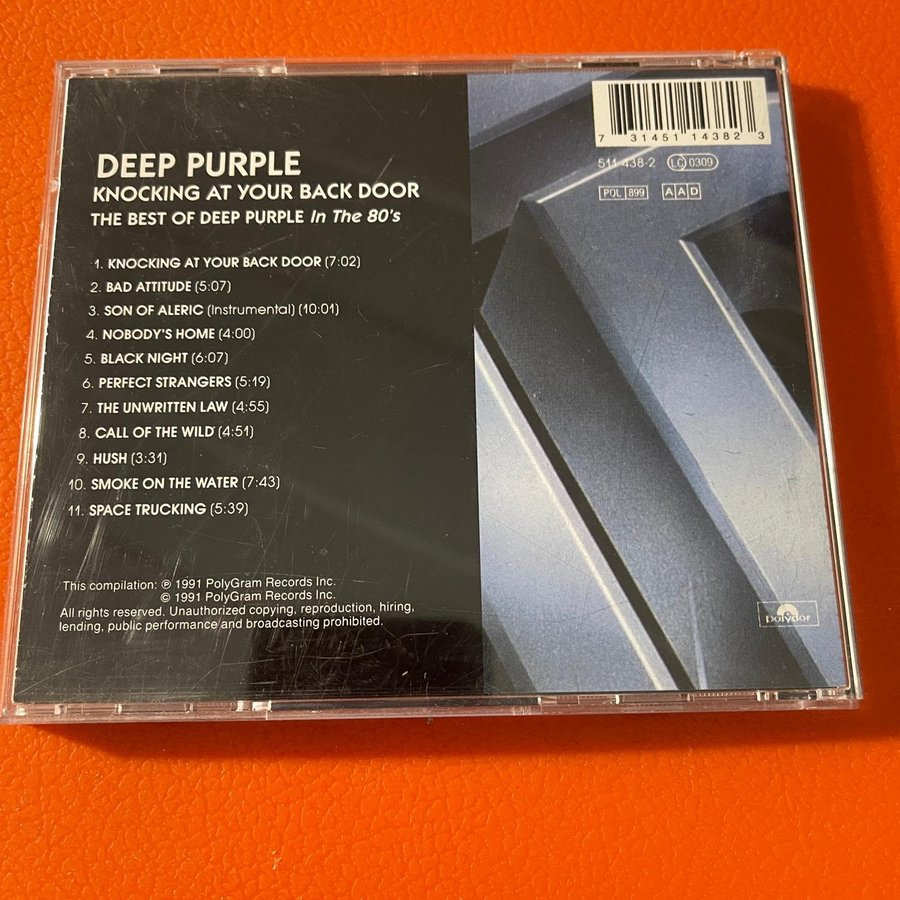 DEEP PURPLE
KNOCKING AT YOUR BACK DOOR
THE BEST OF DEEP PURPLE In The 80's
1. KNOCKING AT YOUR BACK DOOR (7:02)
2. BAD ATTITUDE (5:07)
3. SON OF ALERIC (Instrumental) (10:01)
4. NOBODY'S HOME (4:00)
5. BLACK NIGHT (6:07)
6. PERFECT STRANGERS (5:19)
7. THE UNWRITTEN LAW (4:55)
8. CALL OF THE WILD (4:51)
9. HUSH (3:31)
10. SMOKE ON THE WATER (7:43)
11. SPACE TRUCKING (5:39)
This compilation: ℗ 1991 PolyGram Records Inc.
© 1991 PolyGram Records Inc.
All rights reserved. Unauthorized copying, reproduction, hiring,
lending, public performance and broadcasting prohibited.
7 31451 14382 3
511 438-2 LC 0309
POL 899 AAD
polydor